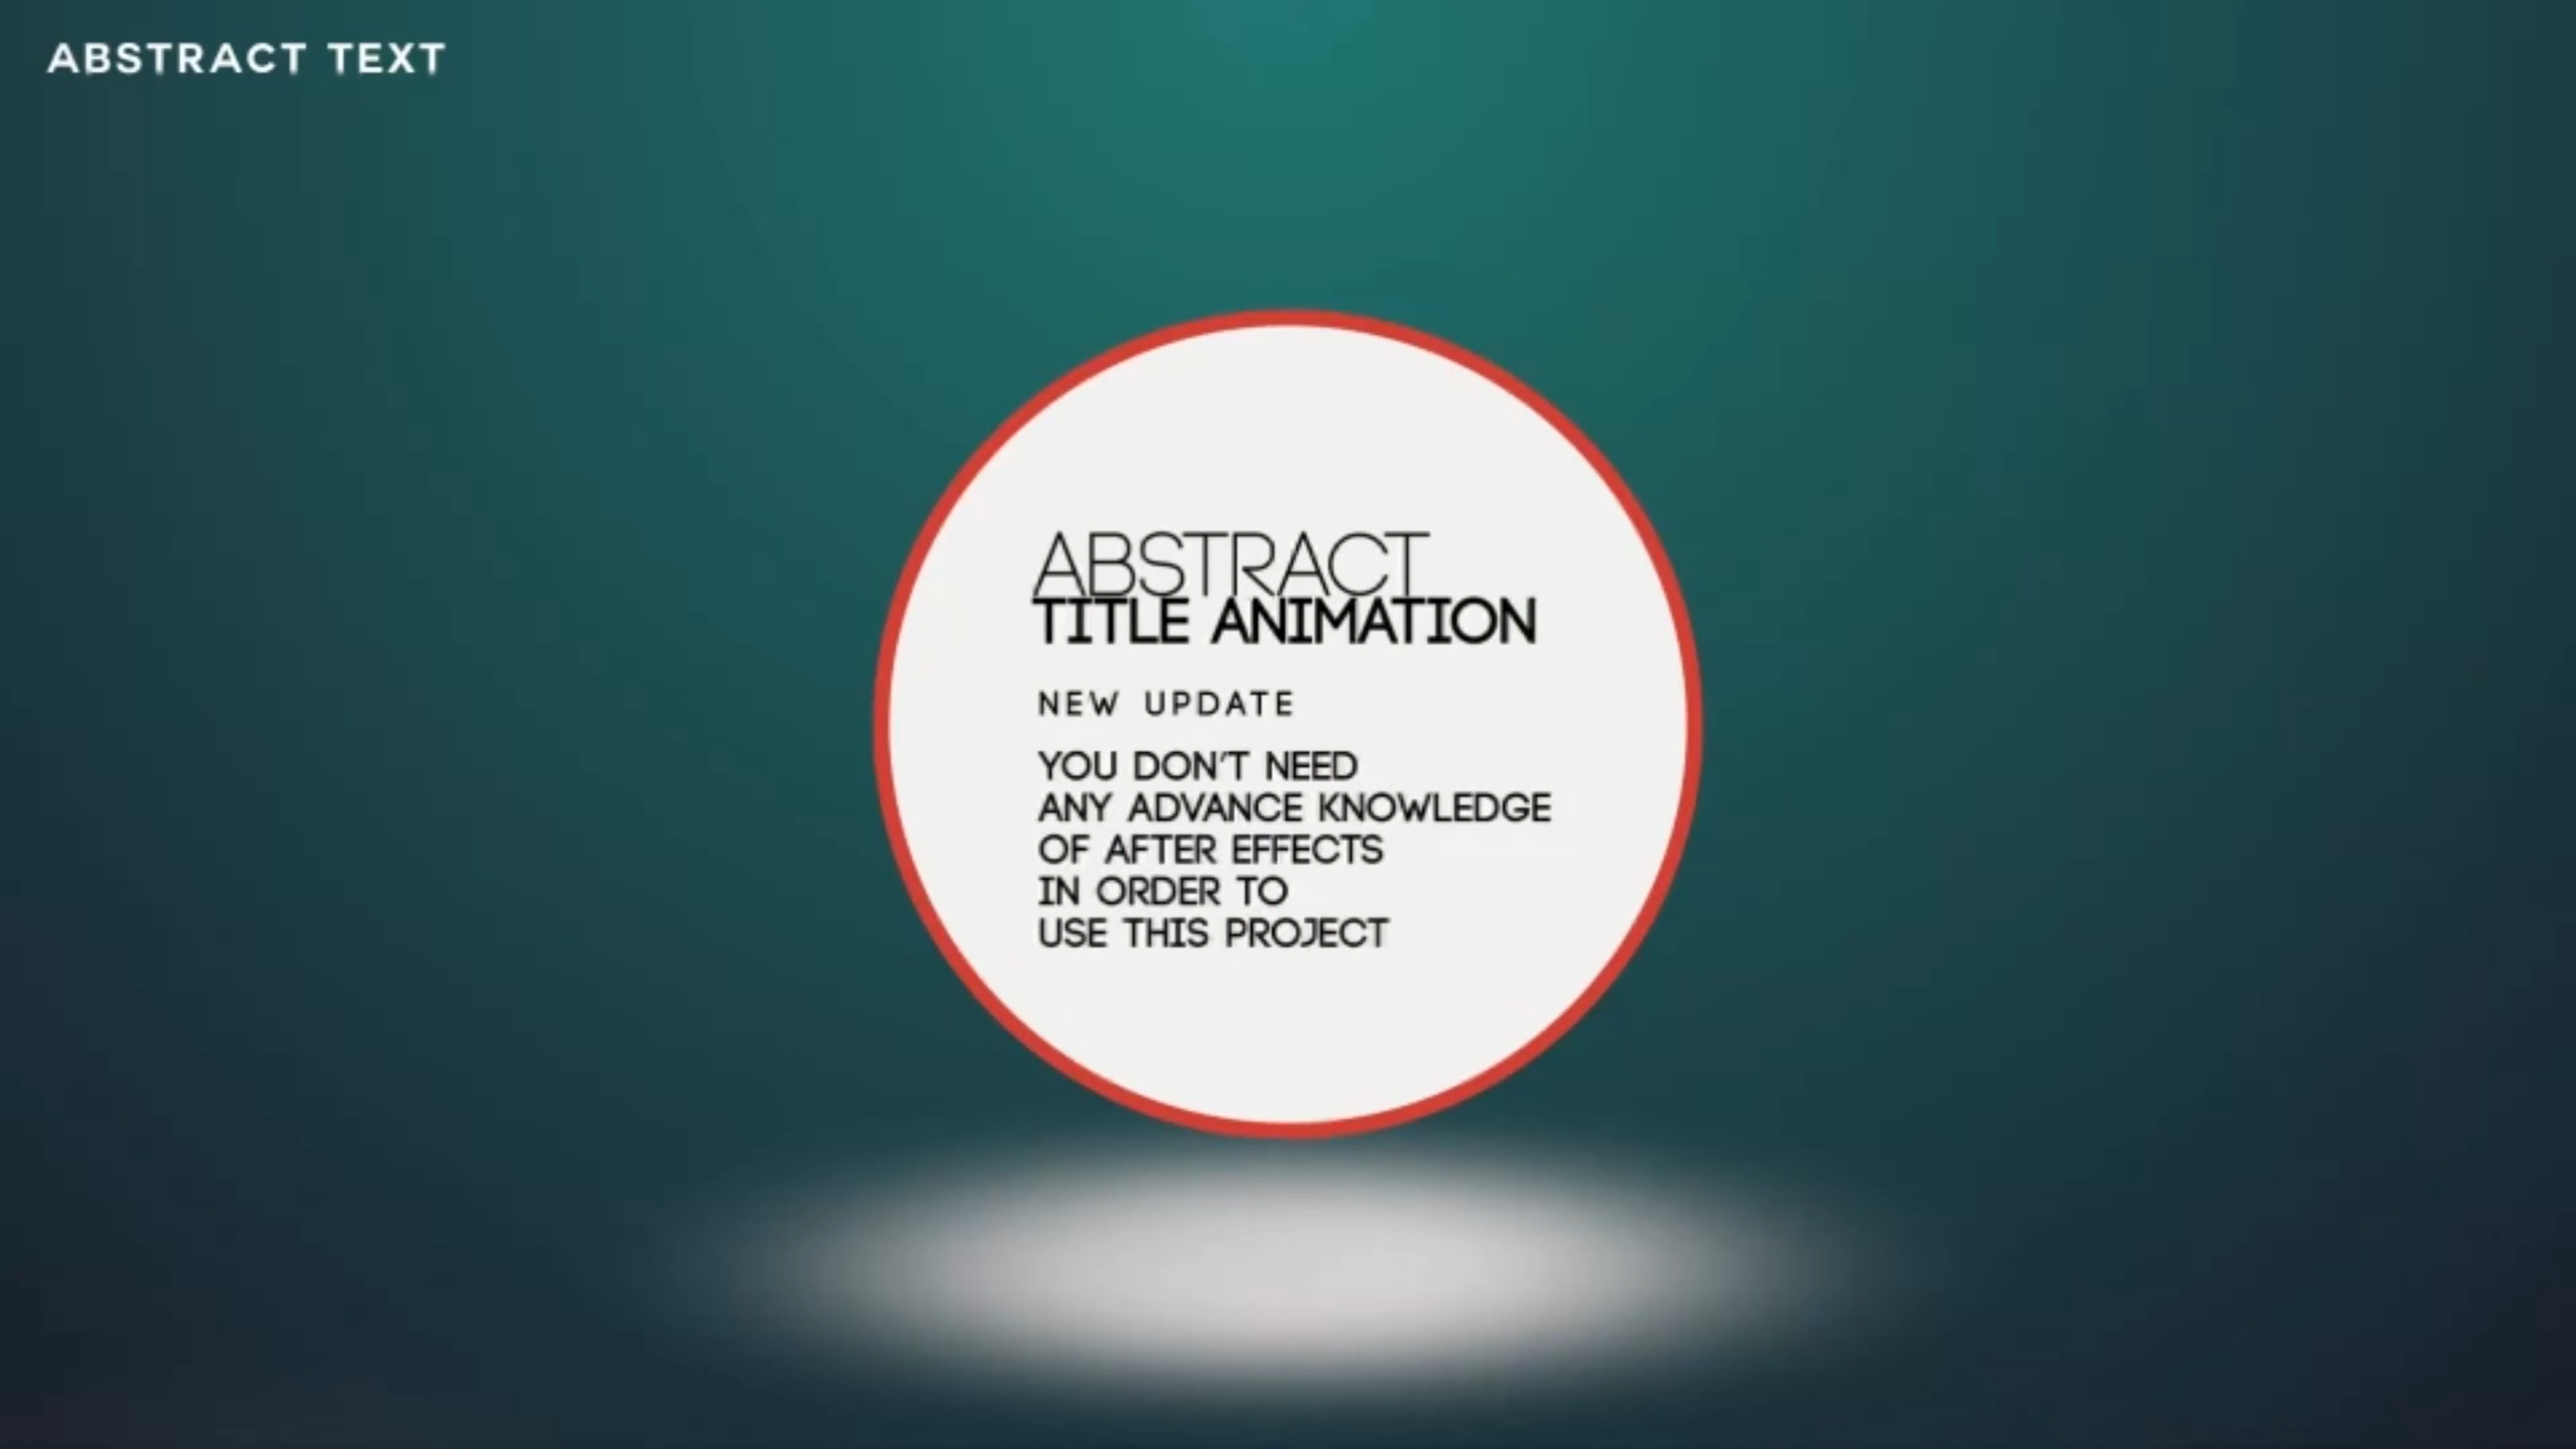 ABSTRACT TEXT
ABSTRACT
TITLE ANIMATION
NEW UPDATE
YOU DON'T NEED
ANY ADVANCE KNOWLEDGE
OF AFTER EFFECTS
IN ORDER TO
USE THIS PROJECT